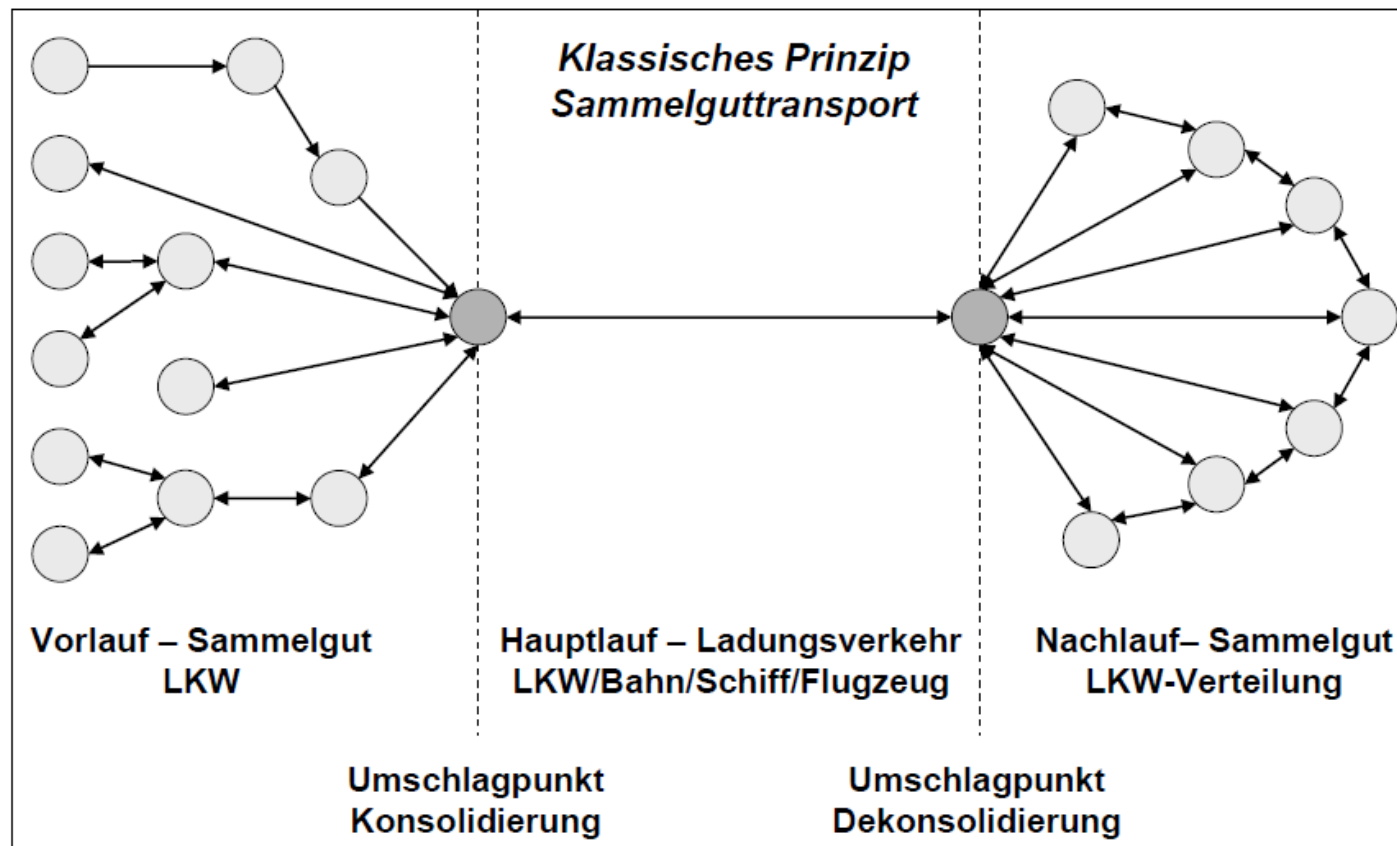 Klassisches Prinzip
Sammelguttransport
Vorlauf – Sammelgut
LKW
Hauptlauf – Ladungsverkehr
LKW/Bahn/Schiff/Flugzeug
Nachlauf– Sammelgut
LKW-Verteilung
Umschlagpunkt
Konsolidierung
Umschlagpunkt
Dekonsolidierung